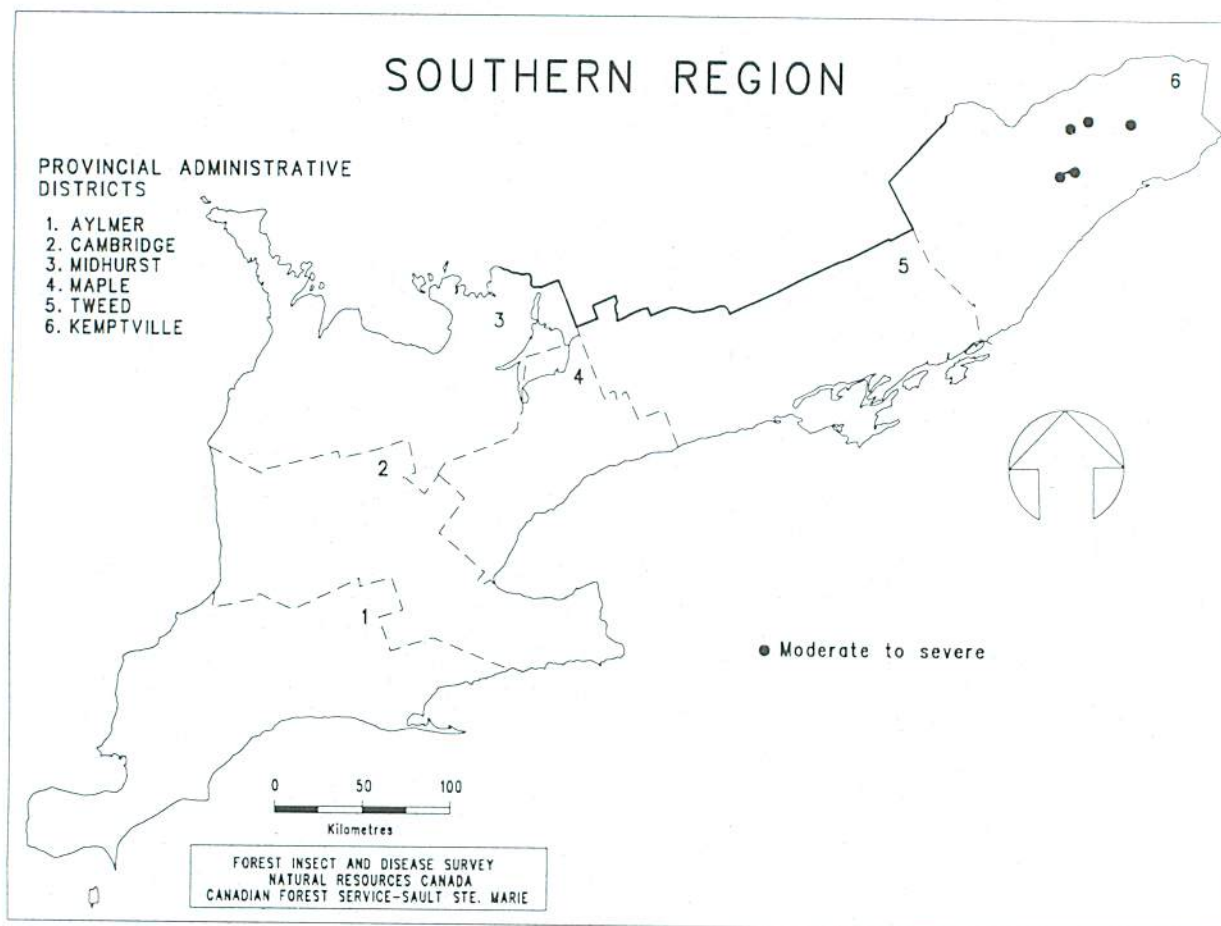 SOUTHERN REGION
PROVINCIAL ADMINISTRATIVE
DISTRICTS
1. AYLMER
2. CAMBRIDGE
3. MIDHURST
4. MAPLE
5. TWEED
6. KEMPTVILLE
6
5
3
4
2
1
Moderate to severe
0 50 100
Kilometres
FOREST INSECT AND DISEASE SURVEY
NATURAL RESOURCES CANADA
CANADIAN FOREST SERVICE-SAULT STE. MARIE